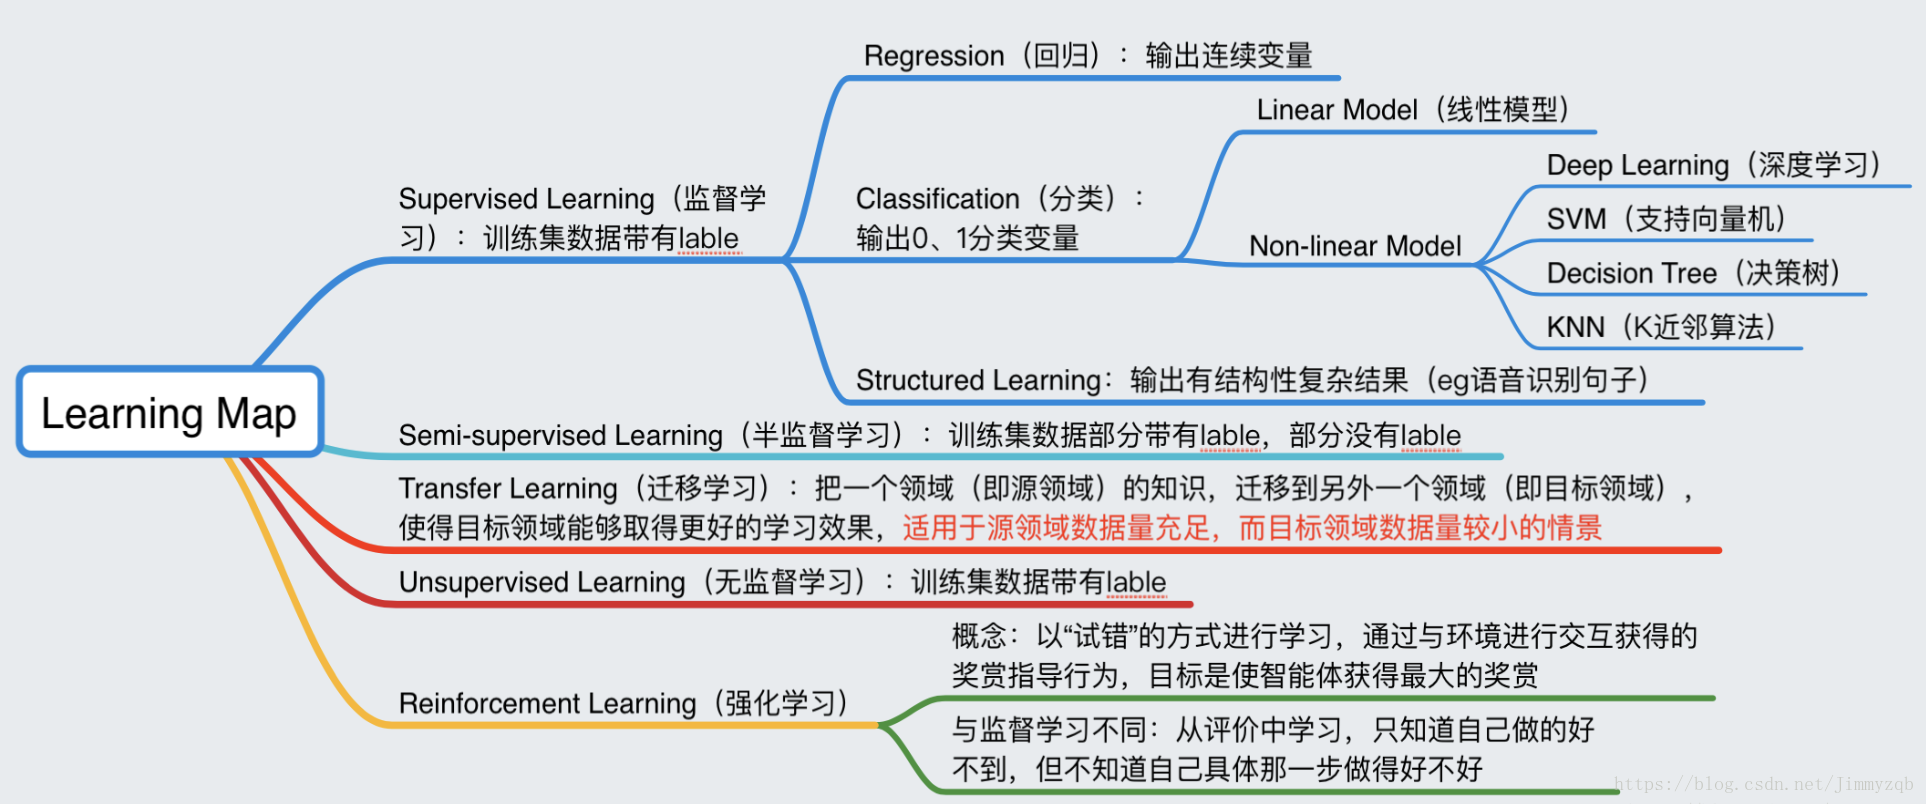 Learning Map
Supervised Learning（监督学
习）：训练集数据带有lable
Regression（回归）：输出连续变量
Classification（分类）：
输出0、1分类变量
Linear Model（线性模型）
Non-linear Model
Deep Learning（深度学习）
SVM（支持向量机）
Decision Tree（决策树）
KNN（K近邻算法）
Structured Learning：输出有结构性复杂结果（eg语音识别句子）
Semi-supervised Learning（半监督学习）：训练集数据部分带有lable，部分没有lable
Transfer Learning（迁移学习）：把一个领域（即源领域）的知识，迁移到另外一个领域（即目标领域），
使得目标领域能够取得更好的学习效果，适用于源领域数据量充足，而目标领域数据量较小的情景
Unsupervised Learning（无监督学习）：训练集数据带有lable
Reinforcement Learning（强化学习）
概念：以“试错”的方式进行学习，通过与环境进行交互获得的
奖赏指导行为，目标是使智能体获得最大的奖赏
与监督学习不同：从评价中学习，只知道自己做的好
不到，但不知道自己具体那一步做得好不好
https://blog.csdn.net/Jimmyzqb